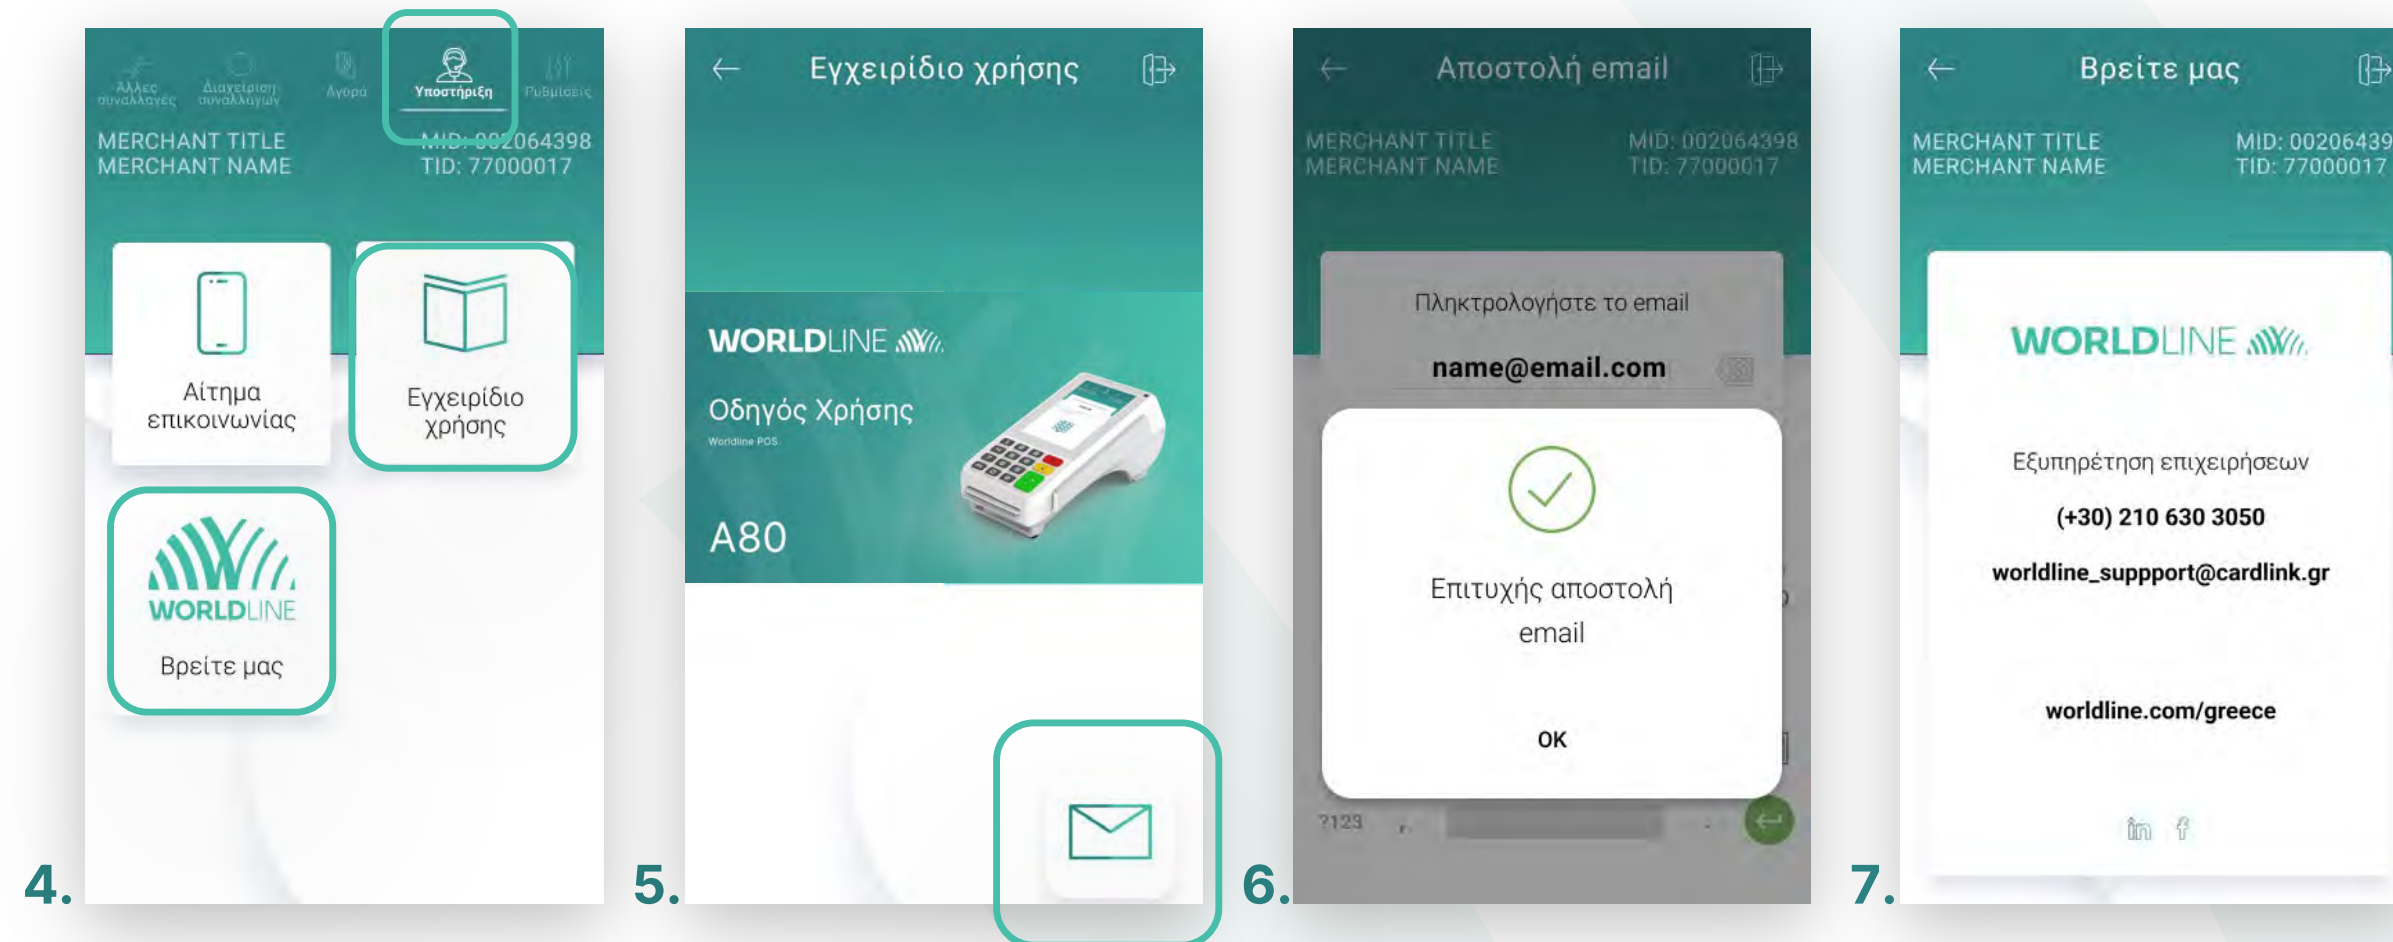 Άλλες συναλλαγές
Διαχείριση συναλλαγών
Αγορά
Υποστήριξη
Ρυθμίσεις
MERCHANT TITLE
MERCHANT NAME
MID: 002064398
TID: 77000017
Αίτημα
επικοινωνίας
Εγχειρίδιο
χρήσης
WORLDLINE
Βρείτε μας
4.
Εγχειρίδιο χρήσης
WORLDLINE
Οδηγός Χρήσης
Worldline POS
A80
5.
Αποστολή email
MERCHANT TITLE
MERCHANT NAME
MID: 002064398
TID: 77000017
Πληκτρολογήστε το email
name@email.com
Επιτυχής αποστολή
email
OK
?123 , .
6.
Βρείτε μας
MERCHANT TITLE
MERCHANT NAME
MID: 00206439
TID: 77000017
WORLDLINE
Εξυπηρέτηση επιχειρήσεων
(+30) 210 630 3050
worldline_suppport@cardlink.gr
worldline.com/greece
in f
7.